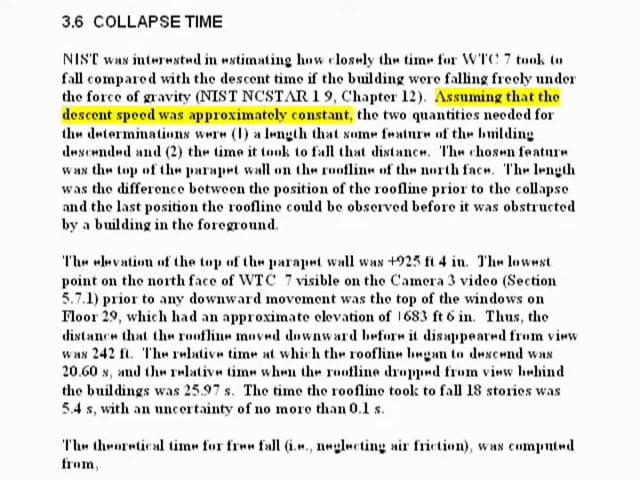 3.6 COLLAPSE TIME
NIST was interested in estimating how closely the time for WTC 7 took to
fall compared with the descent time if the building were falling freely under
the force of gravity (NIST NCSTAR 1 9, Chapter 12). Assuming that the
descent speed was approximately constant, the two quantities needed for
the determinations were (1) a length that some feature of the building
descended and (2) the time it took to fall that distance. The chosen feature
was the top of the parapet wall on the roofline of the north face. The length
was the difference between the position of the roofline prior to the collapse
and the last position the roofline could be observed before it was obstructed
by a building in the foreground.
The elevation of the top of the parapet wall was +925 ft 4 in. The lowest
point on the north face of WTC 7 visible on the Camera 3 video (Section
5.7.1) prior to any downward movement was the top of the windows on
Floor 29, which had an approximate elevation of 1683 ft 6 in. Thus, the
distance that the roofline moved downward before it disappeared from view
was 242 ft. The relative time at which the roofline began to descend was
20.60 s, and the relative time when the roofline dropped from view behind
the buildings was 25.97 s. The time the roofline took to fall 18 stories was
5.4 s, with an uncertainty of no more than 0.1 s.
The theoretical time for free fall (i.e., neglecting air friction), was computed
from,